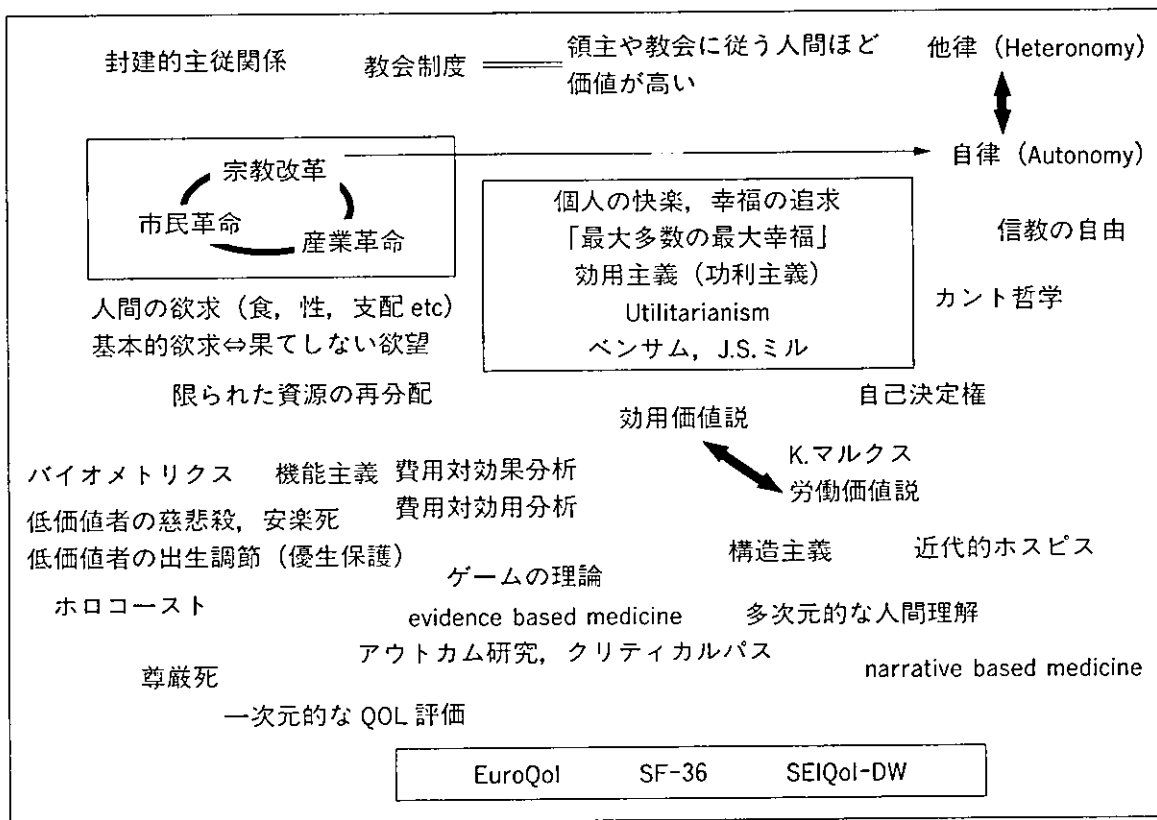 封建的主従関係
教会制度
領主や教会に従う人間ほど
価値が高い
他律 (Heteronomy)
自律 (Autonomy)
宗教改革
市民革命
産業革命
個人の快楽,幸福の追求
「最大多数の最大幸福」
効用主義(功利主義)
Utilitarianism
ベンサム,J.S.ミル
信教の自由
カント哲学
人間の欲求(食,性,支配 etc)
基本的欲求⇔果てしない欲望
限られた資源の再分配
自己決定権
効用価値説
K.マルクス
労働価値説
バイオメトリクス
機能主義
費用対効果分析
費用対効用分析
低価値者の慈悲殺,安楽死
低価値者の出生調節(優生保護)
構造主義
近代的ホスピス
ゲームの理論
ホロコースト
evidence based medicine
多次元的な人間理解
アウトカム研究,クリティカルパス
narrative based medicine
尊厳死
一次元的な QOL 評価
EuroQol
SF-36
SEIQol-DW